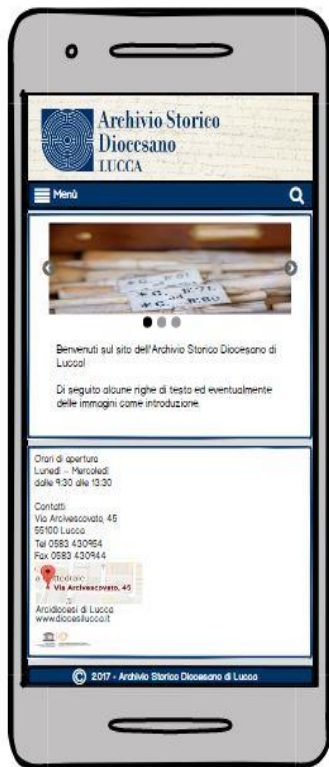 Archivio Storico
Diocesano
LUCCA
Menù
Benvenuti sul sito dell'Archivio Storico Diocesano di
Lucca!
Di seguito alcune righe di testo ed eventualmente
delle immagini come introduzione.
Orari di apertura
Lunedì - Mercoledì
dalle 9:30 alle 13:30
Contatti
Via Arcivescovato, 45
55100 Lucca
Tel 0583 430954
Fax 0583 430944
Via Arcivescovato, 45
Arcidiocesi di Lucca
www.diocesilucca.it
© 2017 - Archivio Storico Diocesano di Lucca